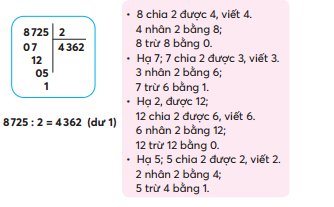 8725 2
07 4362
12
05
1
8725 : 2 = 4362 (dư 1)
• 8 chia 2 được 4, viết 4.
4 nhân 2 bằng 8;
8 trừ 8 bằng 0.
• Hạ 7; 7 chia 2 được 3, viết 3.
3 nhân 2 bằng 6;
7 trừ 6 bằng 1.
• Hạ 2, được 12;
12 chia 2 được 6, viết 6.
6 nhân 2 bằng 12;
12 trừ 12 bằng 0.
• Hạ 5; 5 chia 2 được 2, viết 2.
2 nhân 2 bằng 4;
5 trừ 4 bằng 1.